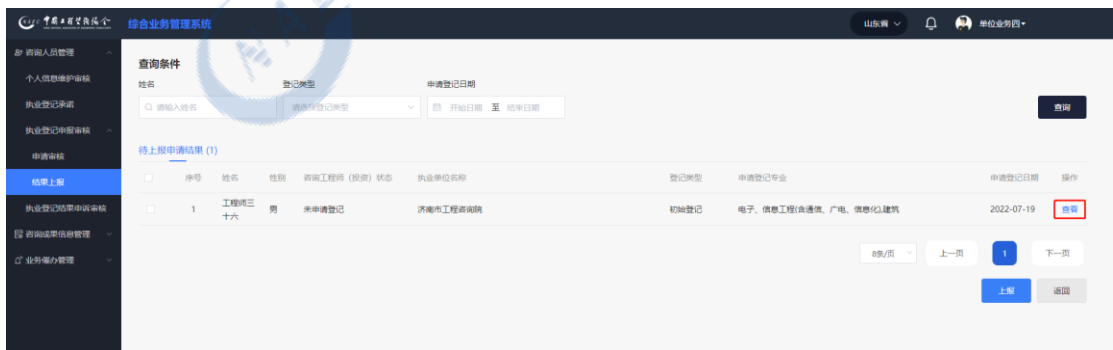 中国工程咨询协会 综合业务管理系统 山东省 单位业务四
咨询人员管理
个人信息维护审核
执业登记承诺
执业登记申报审核
申请审核
结果上报
执业登记结果申诉审核
咨询成果信息管理
业务催办管理
查询条件
姓名 登记类型 申请登记日期
请输入姓名 请选择登记类型 开始日期 至 结束日期 查询
待上报申请结果 (1)
序号 姓名 性别 咨询工程师（投资）状态 执业单位名称 登记类型 申请登记专业 申请登记日期 操作
1 工程师三十六 男 未申请登记 济南市工程咨询院 初始登记 电子、信息工程(含通信、广电、信息化),建筑 2022-07-19 查看
8条/页 上一页 1 下一页
上报 返回